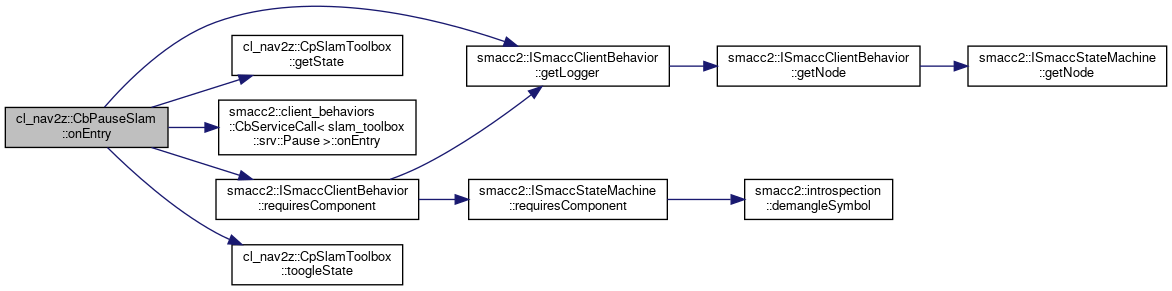 cl_nav2z::CbPauseSlam
::onEntry
cl_nav2z::CpSlamToolbox
::getState
smacc2::client_behaviors
::CbServiceCall< slam_toolbox
::srv::Pause >::onEntry
smacc2::ISmaccClientBehavior
::requiresComponent
cl_nav2z::CpSlamToolbox
::toogleState
smacc2::ISmaccClientBehavior
::getLogger
smacc2::ISmaccStateMachine
::requiresComponent
smacc2::ISmaccClientBehavior
::getNode
smacc2::introspection
::demangleSymbol
smacc2::ISmaccStateMachine
::getNode